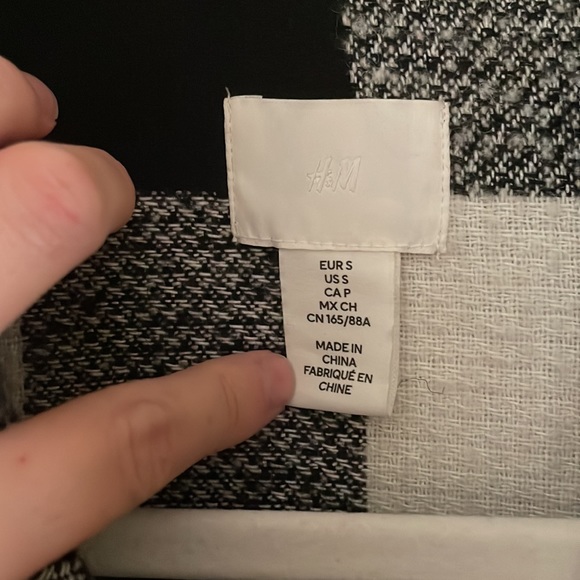 H&M
EUR S
US S
CA P
MX CH
CN 165/88A
MADE IN
CHINA
FABRIQUÉ EN
CHINE